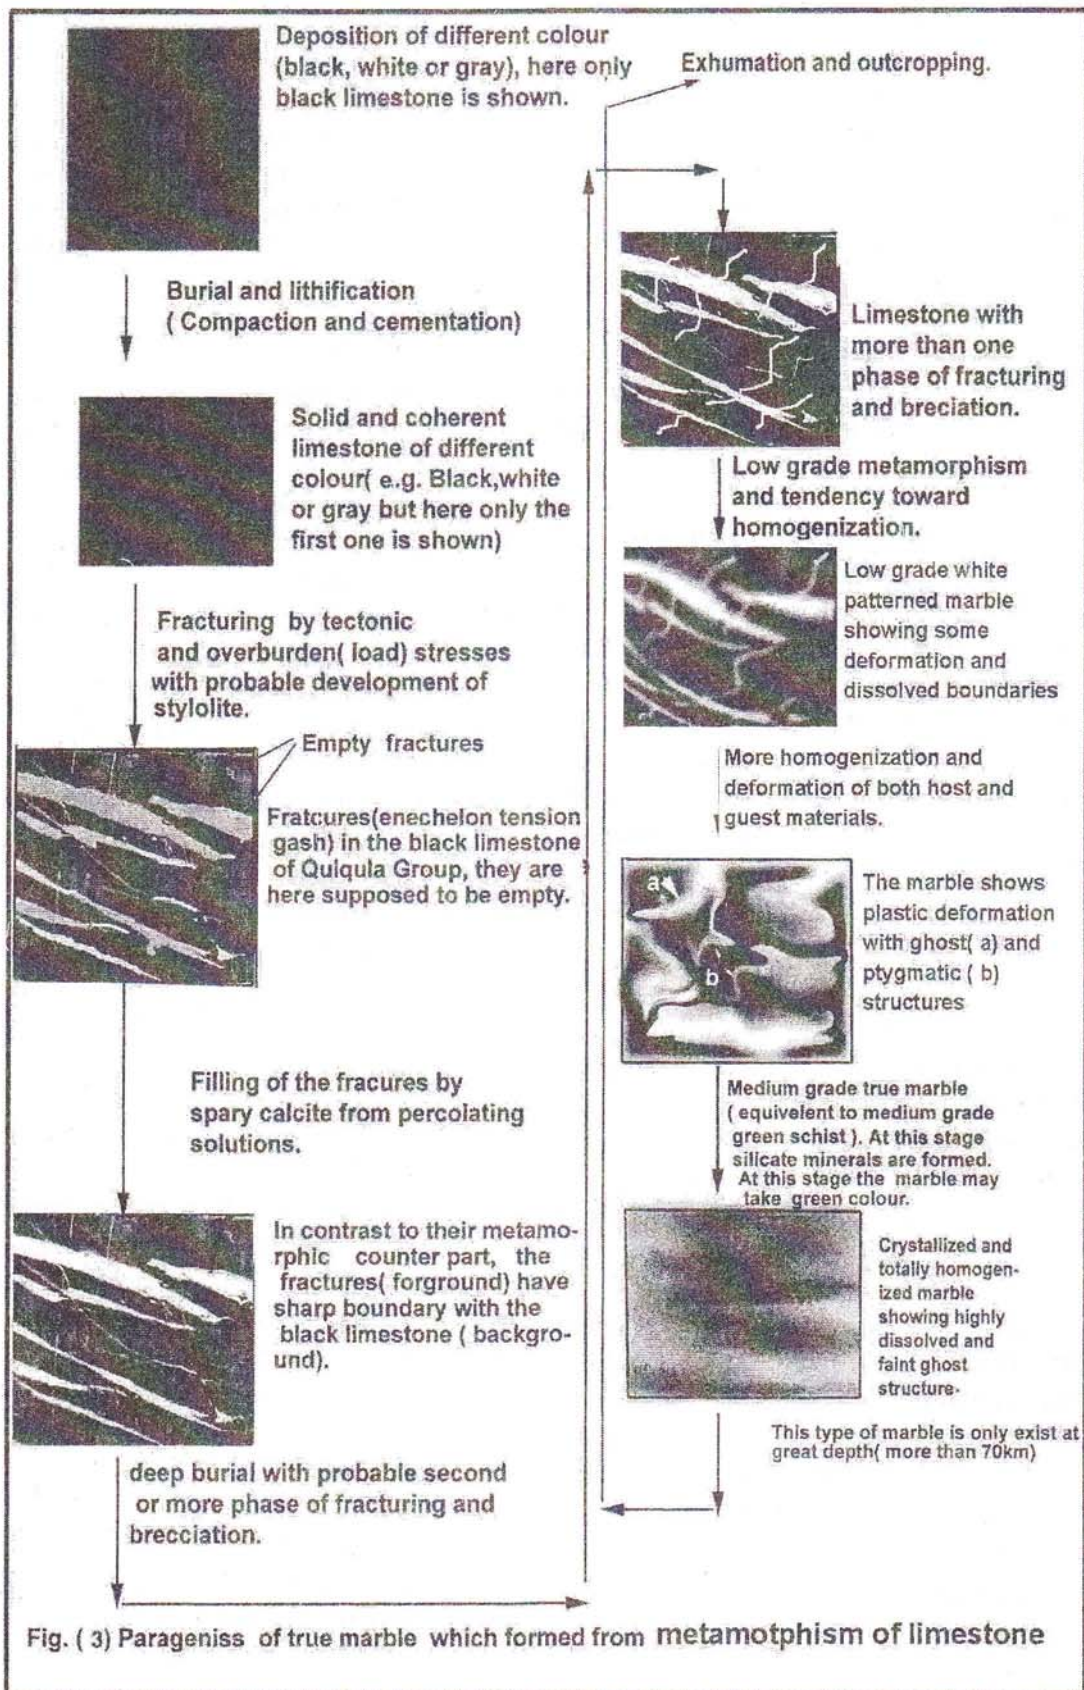 Deposition of different colour
(black, white or gray), here only
black limestone is shown.
Burial and lithification
( Compaction and cementation)
Solid and coherent
limestone of different
colour( e.g. Black,white
or gray but here only the
first one is shown)
Fracturing by tectonic
and overburden( load) stresses
with probable development of
stylolite.
Empty fractures
Fratcures(enechelon tension
gash) in the black limestone
of Qulqula Group, they are
here supposed to be empty.
Filling of the fracures by
spary calcite from percolating
solutions.
In contrast to their metamo-
rphic counter part, the
fractures( forground) have
sharp boundary with the
black limestone ( backgro-
und).
deep burial with probable second
or more phase of fracturing and
brecciation.
Exhumation and outcropping.
Limestone with
more than one
phase of fracturing
and breciation.
Low grade metamorphism
and tendency toward
homogenization.
Low grade white
patterned marble
showing some
deformation and
dissolved boundaries
More homogenization and
deformation of both host and
guest materials.
a
b
The marble shows
plastic deformation
with ghost( a) and
ptygmatic ( b)
structures
Medium grade true marble
( equivelent to medium grade
green schist ). At this stage
silicate minerals are formed.
At this stage the marble may
take green colour.
Crystallized and
totally homogen-
ized marble
showing highly
dissolved and
faint ghost
structure-
This type of marble is only exist at
great depth( more than 70km)
Fig. ( 3) Parageniss of true marble which formed from metamotphism of limestone